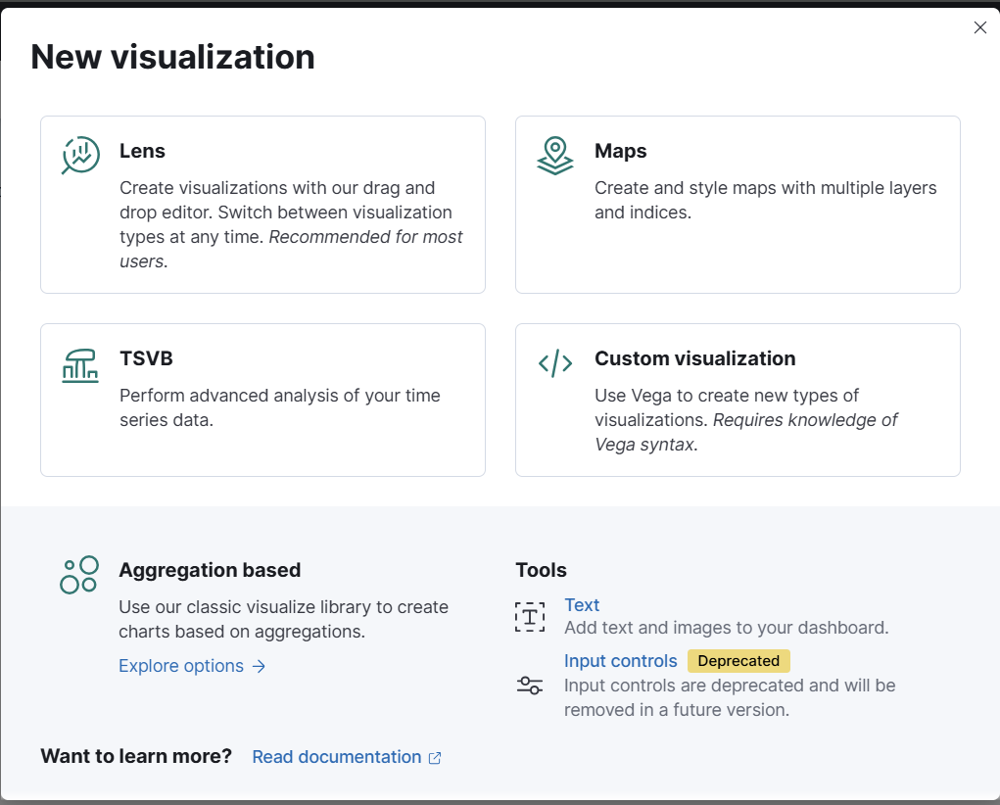 New visualization
Lens
Create visualizations with our drag and
drop editor. Switch between visualization
types at any time. Recommended for most
users.
Maps
Create and style maps with multiple layers
and indices.
TSVB
Perform advanced analysis of your time
series data.
Custom visualization
Use Vega to create new types of
visualizations. Requires knowledge of
Vega syntax.
Aggregation based
Use our classic visualize library to create
charts based on aggregations.
Explore options
Tools
Text
Add text and images to your dashboard.
Input controls Deprecated
Input controls are deprecated and will be
removed in a future version.
Want to learn more? Read documentation